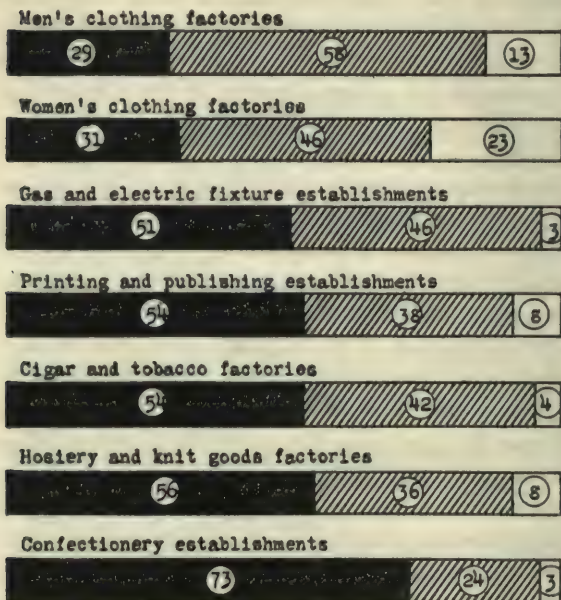 Men's clothing factories
29 58 13
Women's clothing factories
31 46 23
Gas and electric fixture establishments
51 46 3
Printing and publishing establishments
54 38 8
Cigar and tobacco factories
54 42 4
Hosiery and knit goods factories
56 36 8
Confectionery establishments
73 24 3